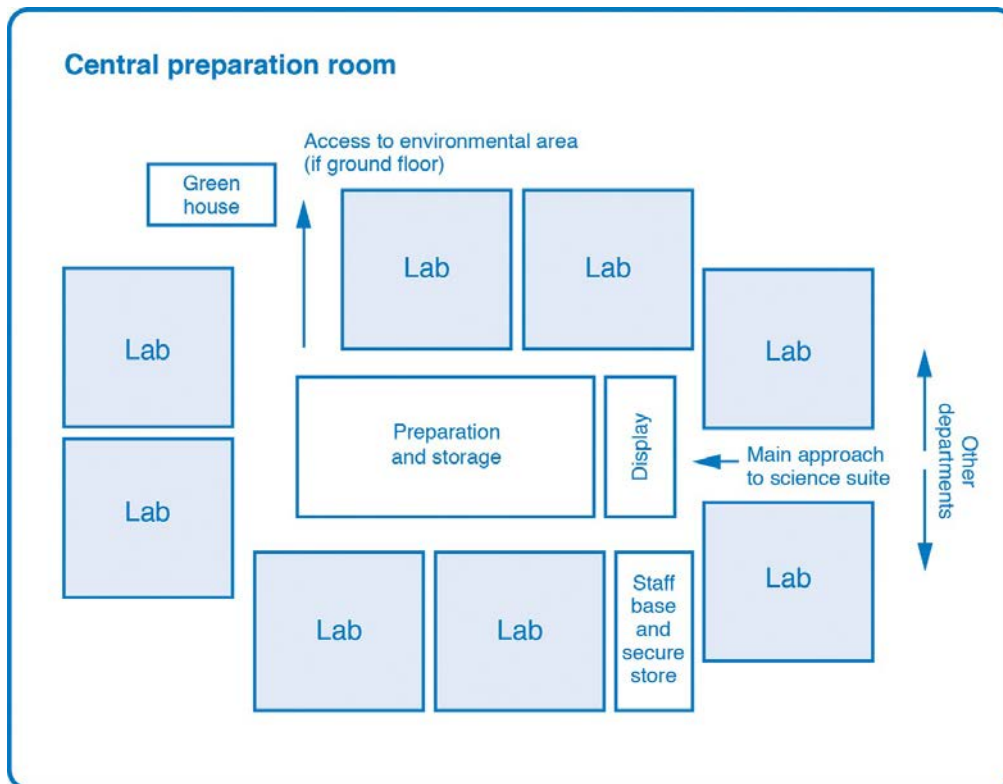 Central preparation room
Access to environmental area
(if ground floor)
Green
house
Lab
Lab
Lab
Lab
Preparation
and storage
Display
Main approach
to science suite
Other
departments
Lab
Lab
Lab
Lab
Staff
base
and
secure
store